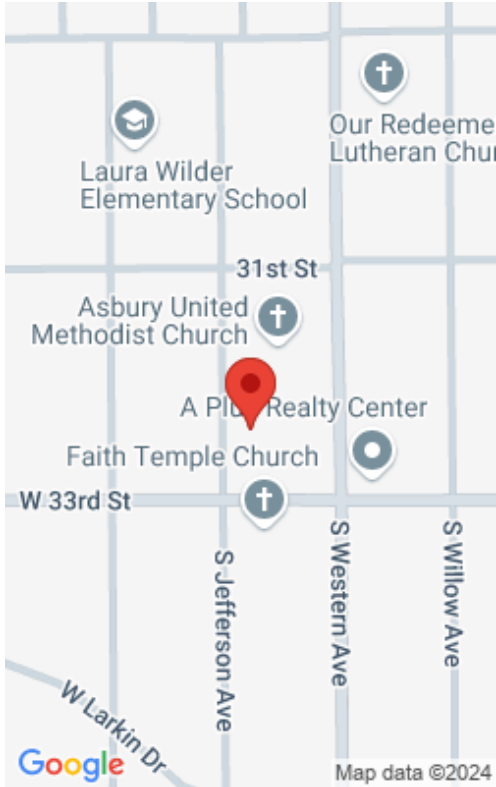 Our Redeeme
Lutheran Chur
Laura Wilder
Elementary School
31st St
Asbury United
Methodist Church
A Plu Realty Center
Faith Temple Church
W 33rd St
S Jefferson Ave
S Western Ave
S Willow Ave
W Larkin Dr
Google
Map data ©2024